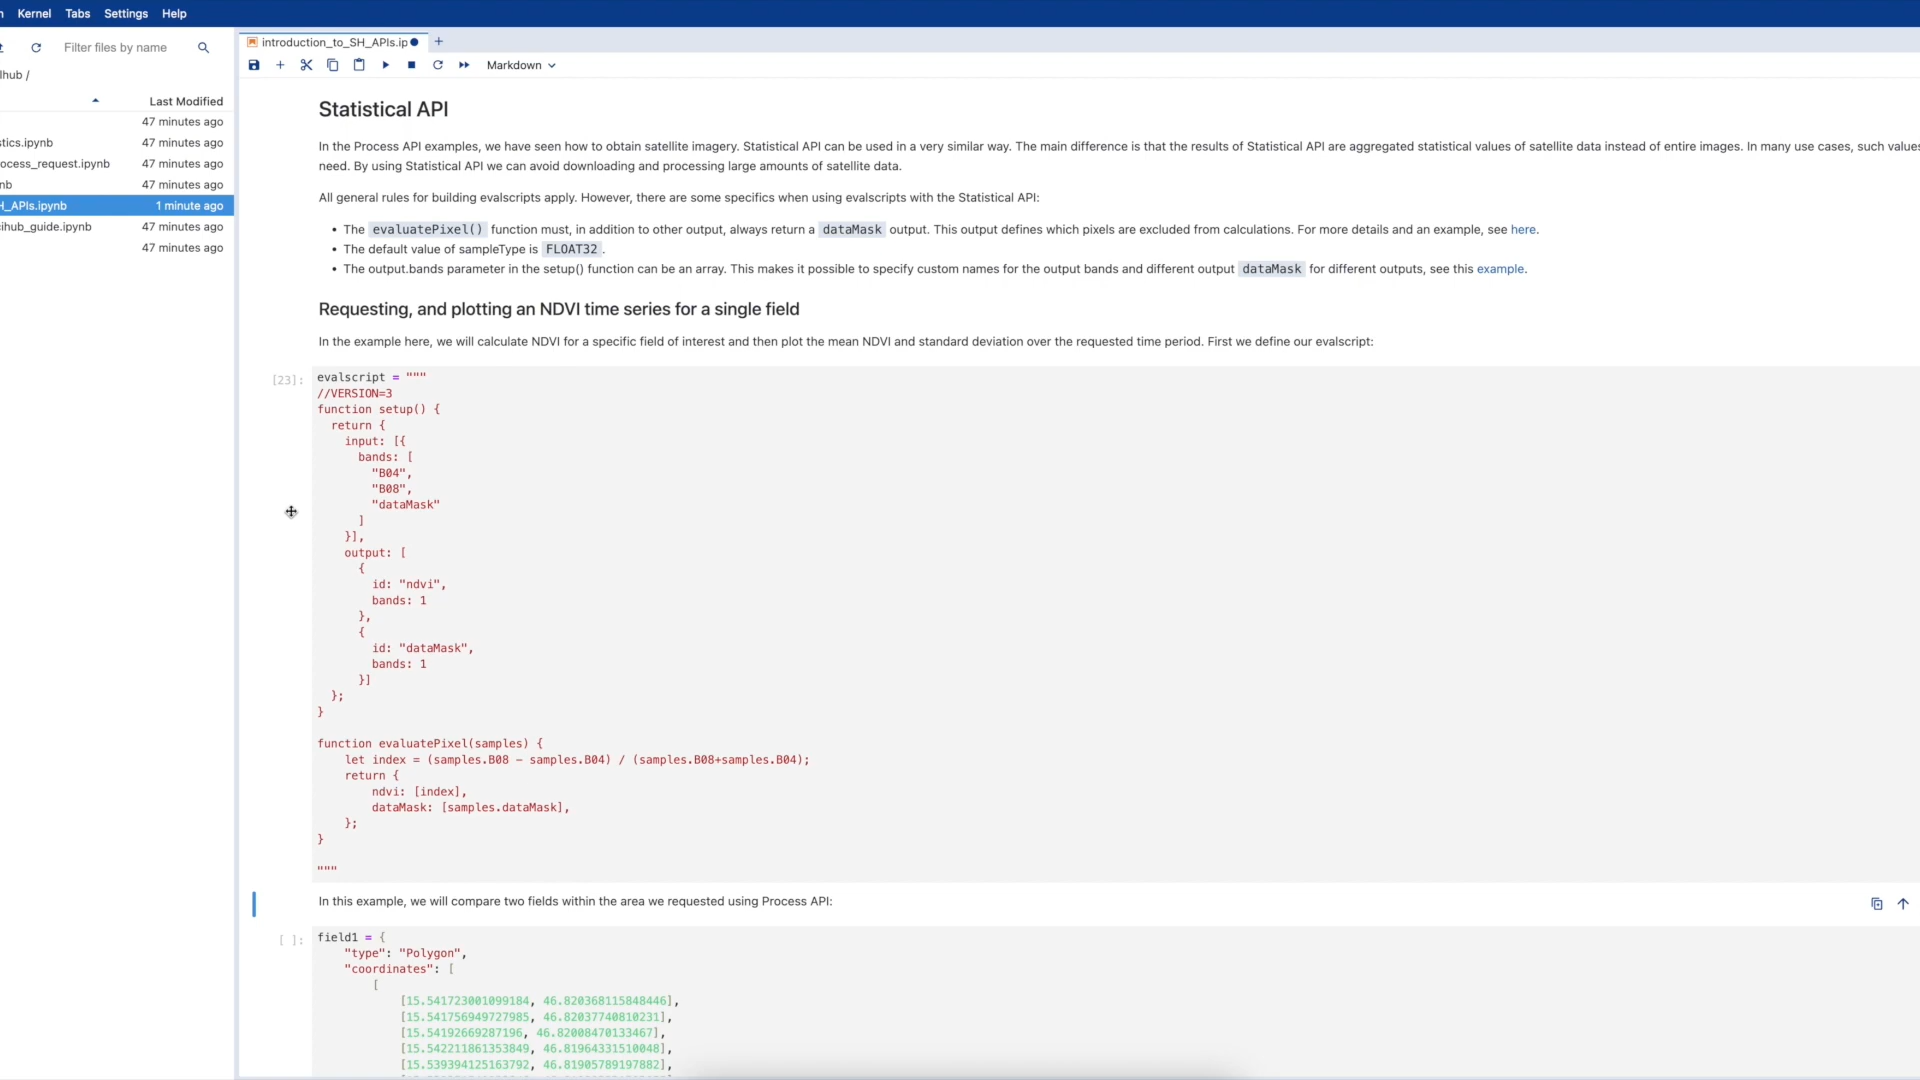 Kernel Tabs Settings Help
Filter files by name
lhub /
Last Modified
47 minutes ago
stics.ipynb 47 minutes ago
ocess_request.ipynb 47 minutes ago
nb 47 minutes ago
H_APIs.ipynb 1 minute ago
cihub_guide.ipynb 47 minutes ago
47 minutes ago
introduction_to_SH_APIs.ip
Markdown
Statistical API
In the Process API examples, we have seen how to obtain satellite imagery. Statistical API can be used in a very similar way. The main difference is that the results of Statistical API are aggregated statistical values of satellite data instead of entire images. In many use cases, such values
need. By using Statistical API we can avoid downloading and processing large amounts of satellite data.
All general rules for building evalscripts apply. However, there are some specifics when using evalscripts with the Statistical API:
• The evaluatePixel() function must, in addition to other output, always return a dataMask output. This output defines which pixels are excluded from calculations. For more details and an example, see here.
• The default value of sampleType is FLOAT32 .
• The output.bands parameter in the setup() function can be an array. This makes it possible to specify custom names for the output bands and different output dataMask for different outputs, see this example.
Requesting, and plotting an NDVI time series for a single field
In the example here, we will calculate NDVI for a specific field of interest and then plot the mean NDVI and standard deviation over the requested time period. First we define our evalscript:
[23]: evalscript = """
//VERSION=3
function setup() {
return {
input: [{
bands: [
"B04",
"B08",
"dataMask"
]
}],
output: [
{
id: "ndvi",
bands: 1
},
{
id: "dataMask",
bands: 1
}]
};
}
function evaluatePixel(samples) {
let index = (samples.B08 - samples.B04) / (samples.B08+samples.B04);
return {
ndvi: [index],
dataMask: [samples.dataMask],
};
}
"""
In this example, we will compare two fields within the area we requested using Process API:
[ ]: field1 = {
"type": "Polygon",
"coordinates": [
[
[15.541723001099184, 46.820368115848446],
[15.541756949727985, 46.82037740810231],
[15.54192669287196, 46.82008470133467],
[15.542211861353849, 46.81964331510048],
[15.539394125163792, 46.81905789197882],